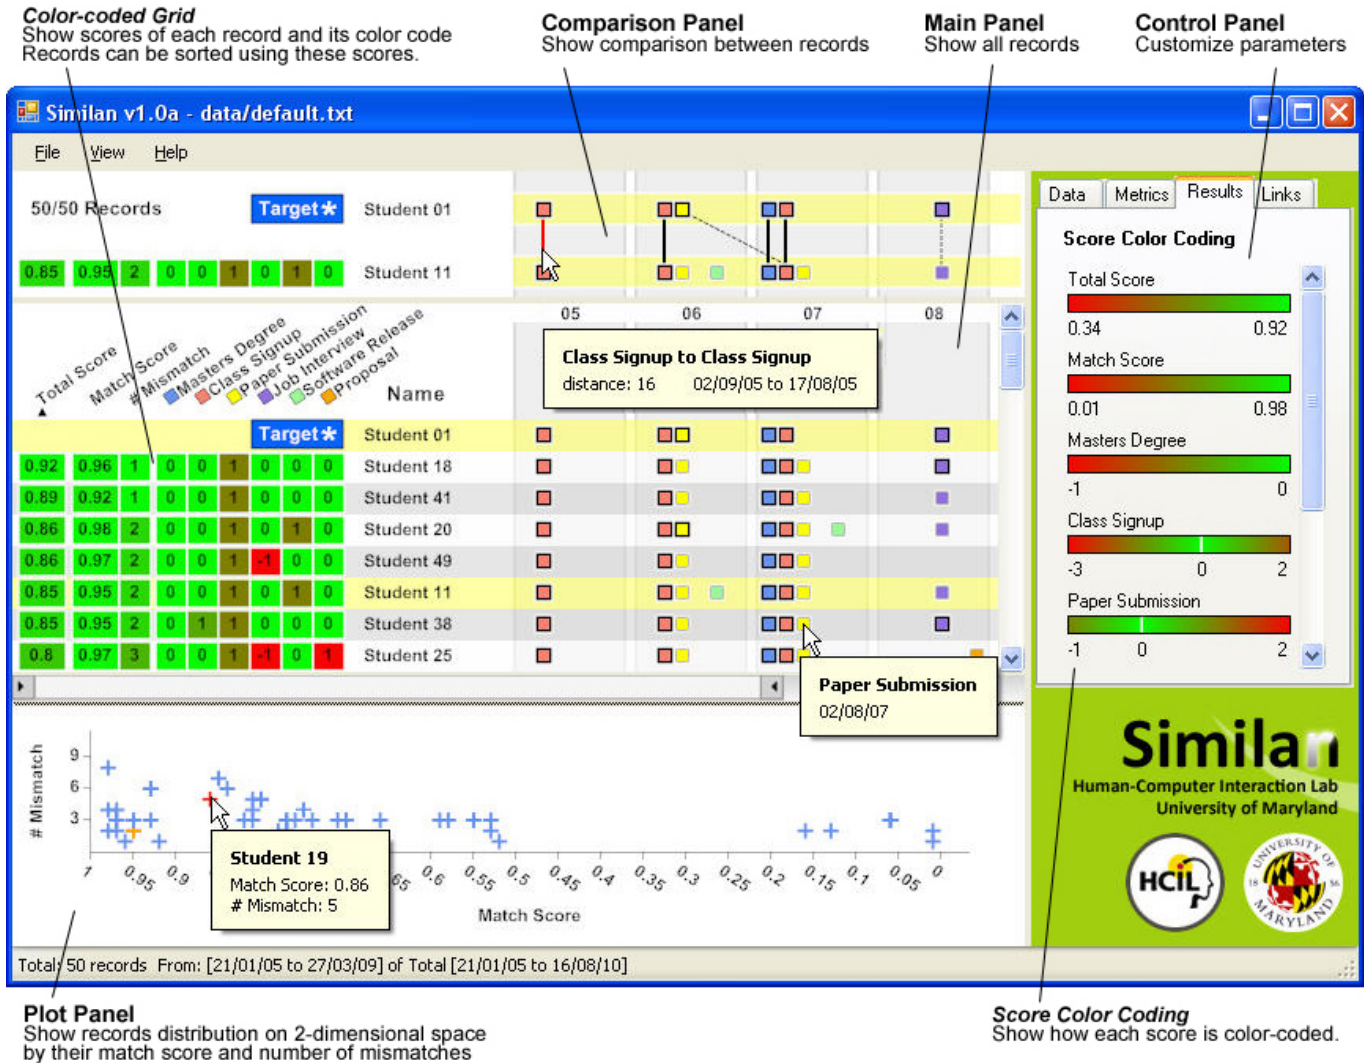 Color-coded Grid
Show scores of each record and its color code
Records can be sorted using these scores.
Comparison Panel
Show comparison between records
Main Panel
Show all records
Control Panel
Customize parameters
Similan v1.0a - data/default.txt
File View Help
50/50 Records Target* Student 01
0.85 0.95 2 0 0 1 0 1 0 Student 11
05 06 07 08
Total Score
Match Score
# Mismatch
Masters Degree
Class Signup
Paper Submission
Job Interview
Software Release
Proposal
Name
Class Signup to Class Signup
distance: 16 02/09/05 to 17/08/05
Target* Student 01
0.92 0.96 1 0 0 1 0 0 0 Student 18
0.89 0.92 1 0 0 1 0 0 0 Student 41
0.86 0.98 2 0 0 1 0 1 0 Student 20
0.86 0.97 2 0 0 1 -1 0 0 Student 49
0.85 0.95 2 0 0 1 0 1 0 Student 11
0.85 0.95 2 0 1 1 0 0 0 Student 38
0.8 0.97 3 0 0 1 -1 0 1 Student 25
Paper Submission
02/08/07
Data Metrics Results Links
Score Color Coding
Total Score
0.34 0.92
Match Score
0.01 0.98
Masters Degree
-1 0
Class Signup
-3 0 2
Paper Submission
-1 0 2
# Mismatch
9
6
3
Student 19
Match Score: 0.86
# Mismatch: 5
1 0.95 0.9 65 0.6 0.55 0.5 0.45 0.4 0.35 0.3 0.25 0.2 0.15 0.1 0.05 0
Match Score
Similan
Human-Computer Interaction Lab
University of Maryland
HCIL
UNIVERSITY OF
18 56
MARYLAND
Total: 50 records From: [21/01/05 to 27/03/09] of Total [21/01/05 to 16/08/10]
Plot Panel
Show records distribution on 2-dimensional space
by their match score and number of mismatches
Score Color Coding
Show how each score is color-coded.